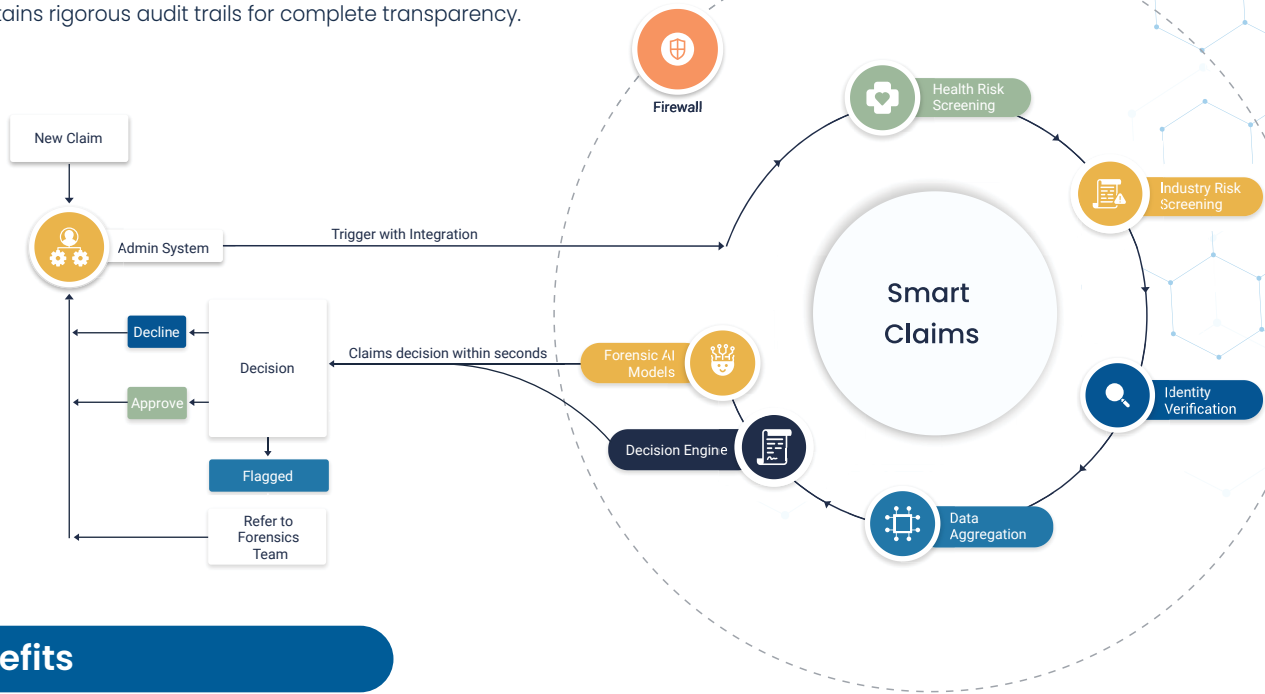 tains rigorous audit trails for complete transparency.
Firewall
Health Risk
Screening
New Claim
Industry Risk
Screening
Admin System
Trigger with Integration
Smart
Claims
Decline
Decision
Claims decision within seconds
Forensic AI
Models
Approve
Identity
Verification
Decision Engine
Flagged
Data
Aggregation
Refer to
Forensics
Team
efits